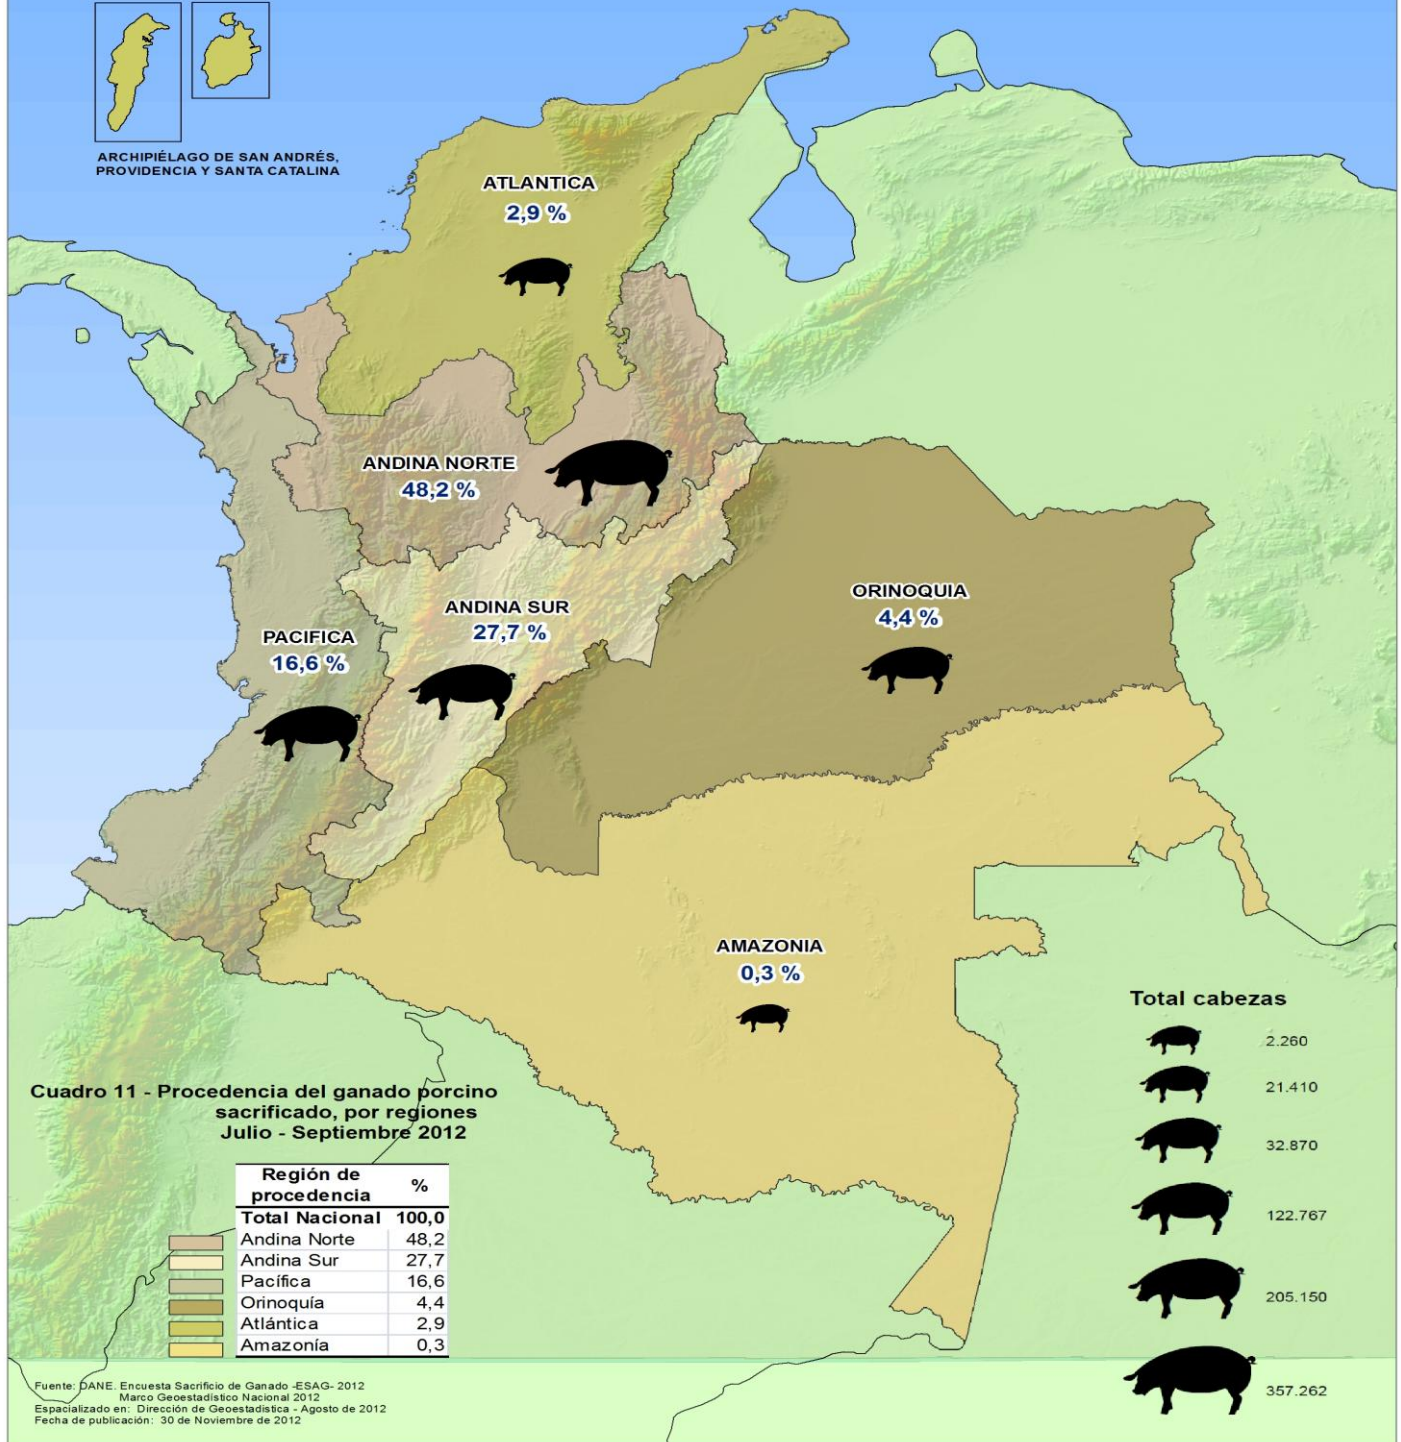 ARCHIPIÉLAGO DE SAN ANDRÉS,
PROVIDENCIA Y SANTA CATALINA
ATLANTICA
2,9 %
ANDINA NORTE
48,2 %
ANDINA SUR
27,7 %
ORINOQUIA
4,4 %
PACIFICA
16,6 %
AMAZONIA
0,3 %
Total cabezas
2.260
21.410
32.870
122.767
205.150
357.262
Cuadro 11 - Procedencia del ganado porcino
sacrificado, por regiones
Julio - Septiembre 2012
Región de procedencia %
Total Nacional 100,0
Andina Norte 48,2
Andina Sur 27,7
Pacífica 16,6
Orinoquía 4,4
Atlántica 2,9
Amazonía 0,3
Fuente: DANE. Encuesta Sacrificio de Ganado -ESAG- 2012
Marco Geoestadístico Nacional 2012
Espacializado en: Dirección de Geoestadistica - Agosto de 2012
Fecha de publicación: 30 de Noviembre de 2012